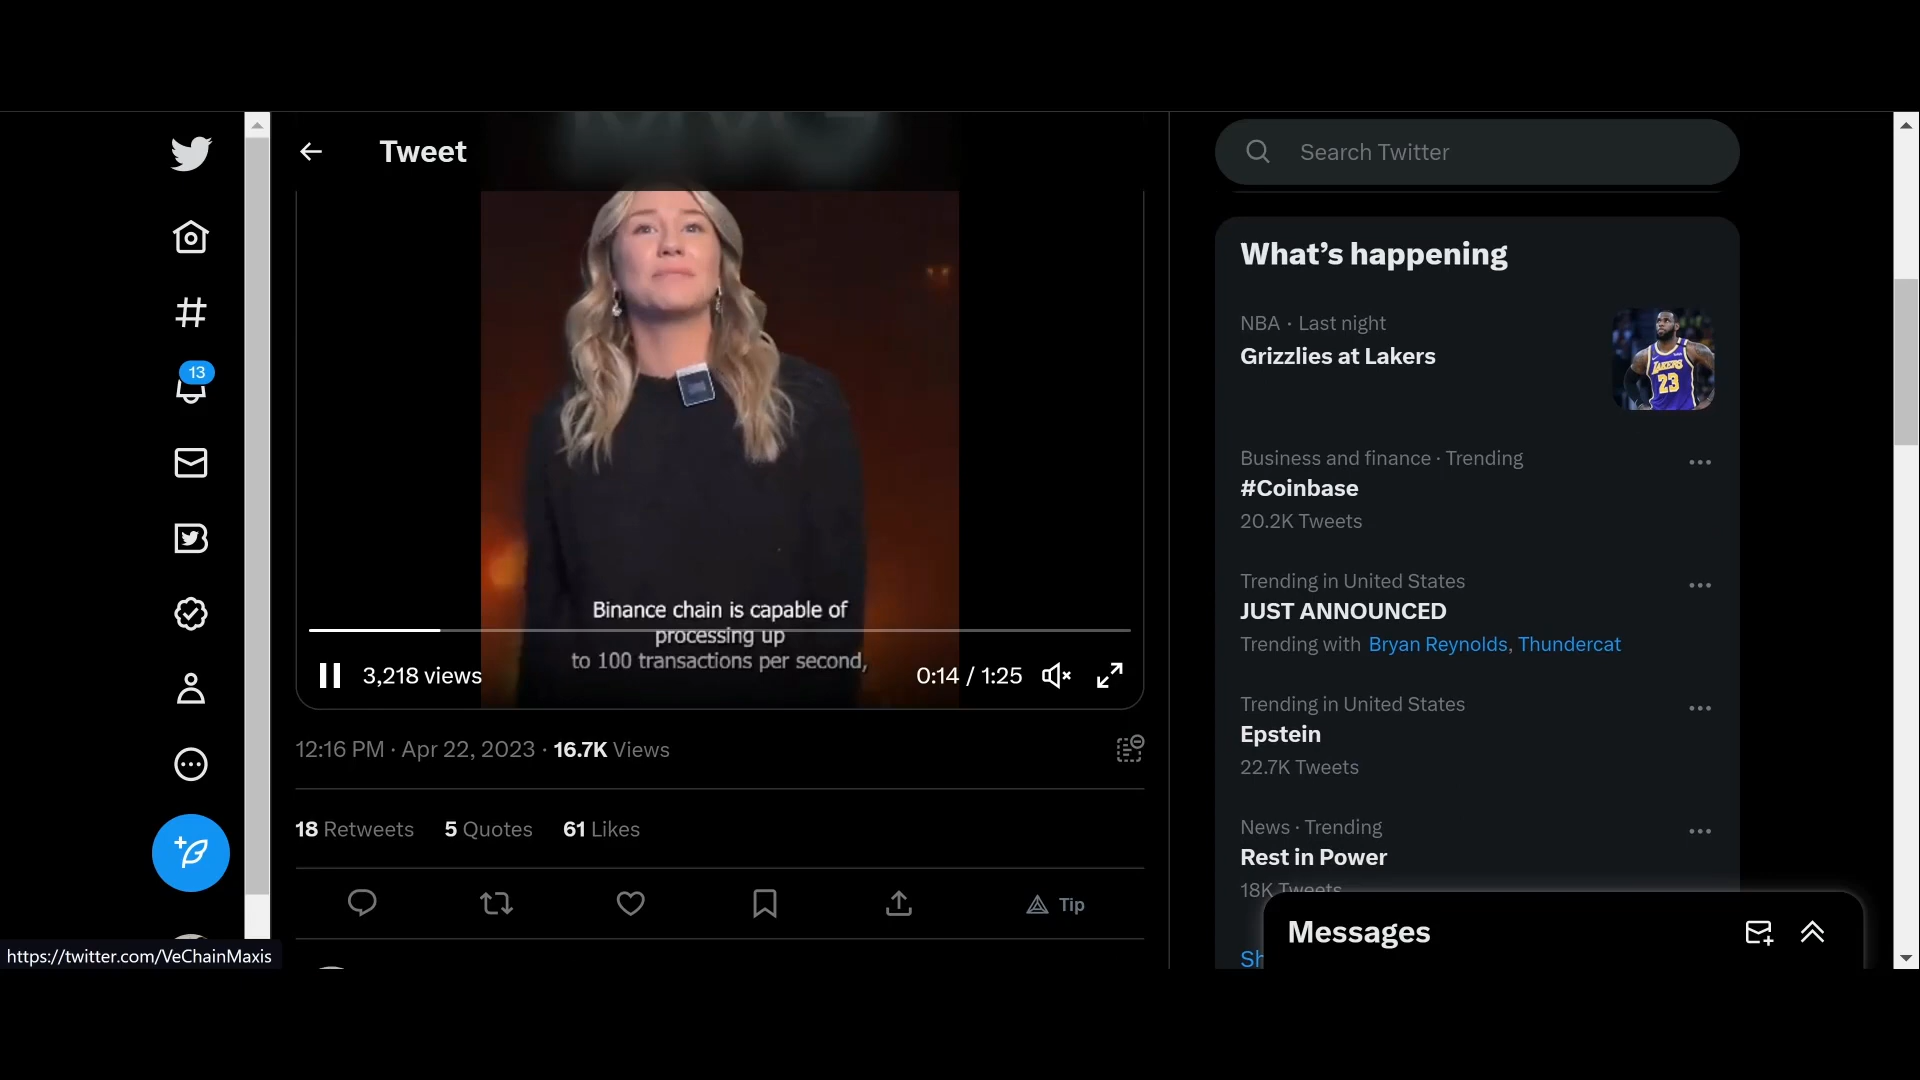 Tweet
Binance chain is capable of
processing up
to 100 transactions per second,
3,218 views
0:14 / 1:25
12:16 PM · Apr 22, 2023 · 16.7K Views
18 Retweets 5 Quotes 61 Likes
Tip
13
https://twitter.com/VeChainMaxis
Search Twitter
What’s happening
NBA · Last night
Grizzlies at Lakers
LAKERS
23
Business and finance · Trending
#Coinbase
20.2K Tweets
Trending in United States
JUST ANNOUNCED
Trending with Bryan Reynolds, Thundercat
Trending in United States
Epstein
22.7K Tweets
News · Trending
Rest in Power
18K Tweets
Messages